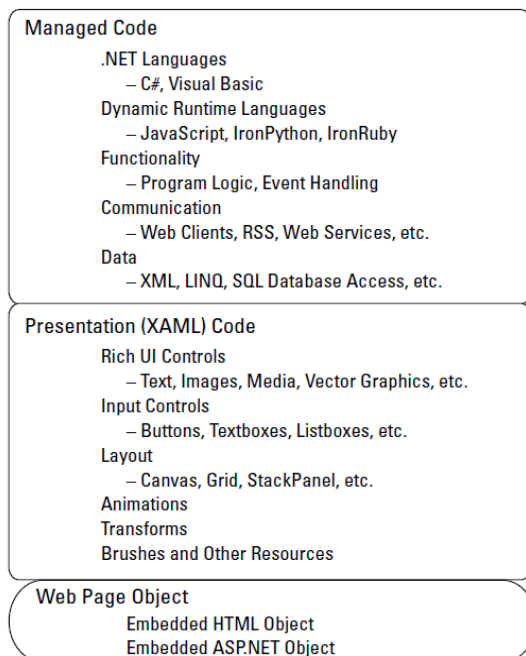 Managed Code
.NET Languages
– C#, Visual Basic
Dynamic Runtime Languages
– JavaScript, IronPython, IronRuby
Functionality
– Program Logic, Event Handling
Communication
– Web Clients, RSS, Web Services, etc.
Data
– XML, LINQ, SQL Database Access, etc.
Presentation (XAML) Code
Rich UI Controls
– Text, Images, Media, Vector Graphics, etc.
Input Controls
– Buttons, Textboxes, Listboxes, etc.
Layout
– Canvas, Grid, StackPanel, etc.
Animations
Transforms
Brushes and Other Resources
Web Page Object
Embedded HTML Object
Embedded ASP.NET Object